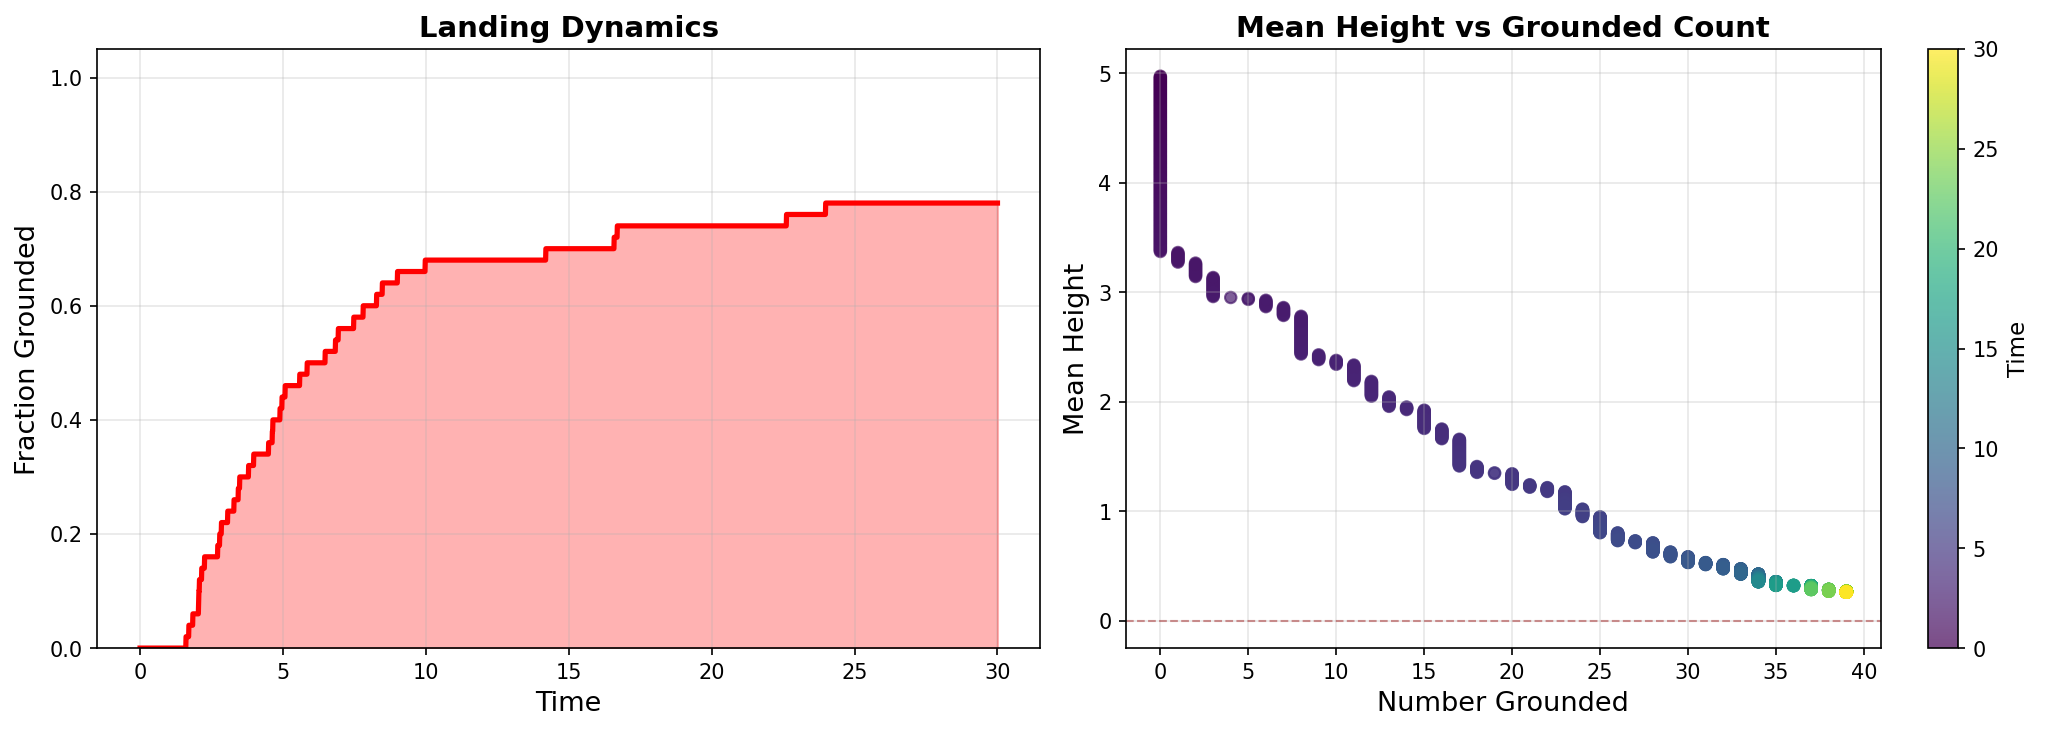 Landing Dynamics
Fraction Grounded
1.0
0.8
0.6
0.4
0.2
0.0
0 5 10 15 20 25 30
Time
Mean Height vs Grounded Count
Mean Height
5
4
3
2
1
0
0 5 10 15 20 25 30 35 40
Number Grounded
30
25
20
15
10
5
0
Time